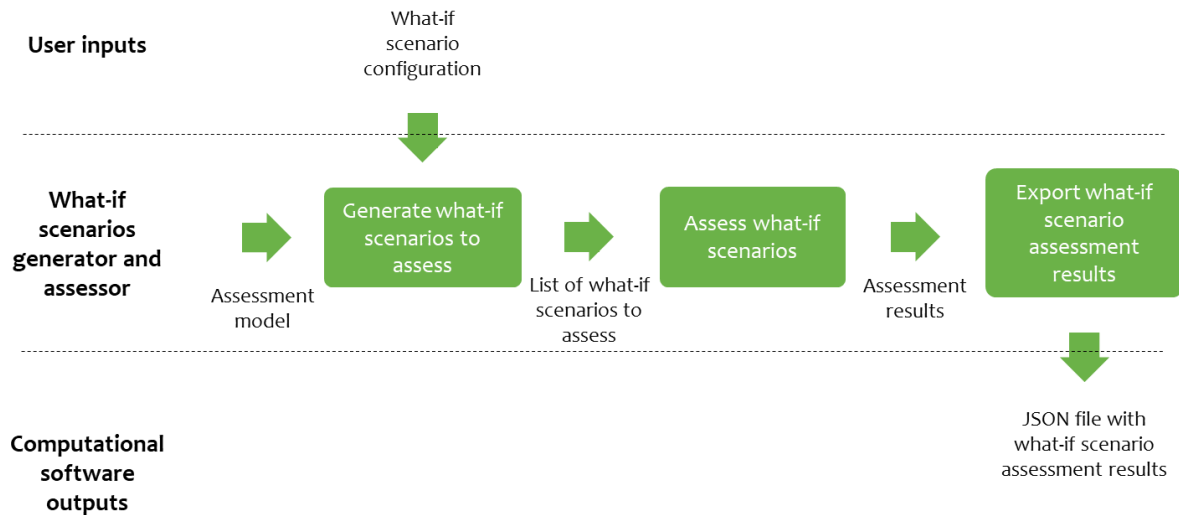 User inputs
What-if
scenario
configuration
What-if
scenarios
generator and
assessor
Assessment
model
Generate what-if
scenarios to
assess
List of what-if
scenarios to
assess
Assess what-if
scenarios
Assessment
results
Export what-if
scenario
assessment
results
Computational
software
outputs
JSON file with
what-if scenario
assessment results